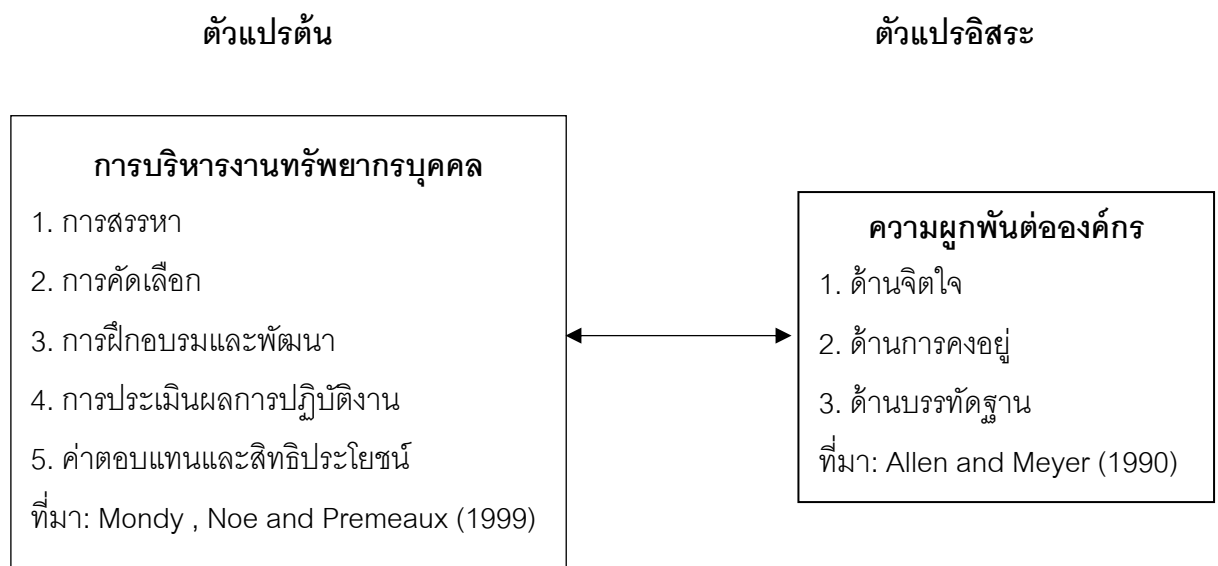 ตัวแปรต้น
ตัวแปรอิสระ
การบริหารงานทรัพยากรบุคคล
1. การสรรหา
2. การคัดเลือก
3. การฝึกอบรมและพัฒนา
4. การประเมินผลการปฏิบัติงาน
5. ค่าตอบแทนและสิทธิประโยชน์
ที่มา: Mondy , Noe and Premeaux (1999)
ความผูกพันต่อองค์กร
1. ด้านจิตใจ
2. ด้านการคงอยู่
3. ด้านบรรทัดฐาน
ที่มา: Allen and Meyer (1990)